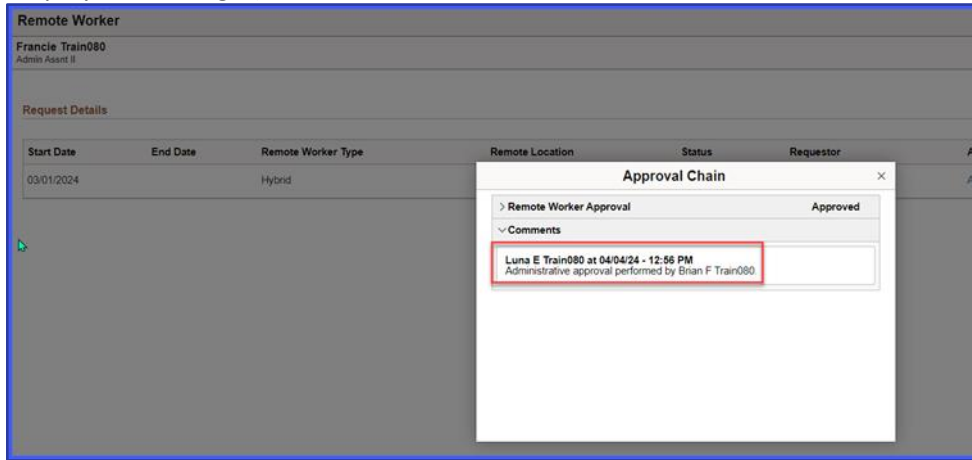 Remote Worker
Francie Train080
Admin Assnt II
Request Details
Start Date End Date Remote Worker Type Remote Location Status Requestor
03/01/2024 Hybrid
Approval Chain ×
Remote Worker Approval Approved
Comments
Luna E Train080 at 04/04/24 - 12:56 PM
Administrative approval performed by Brian F Train080